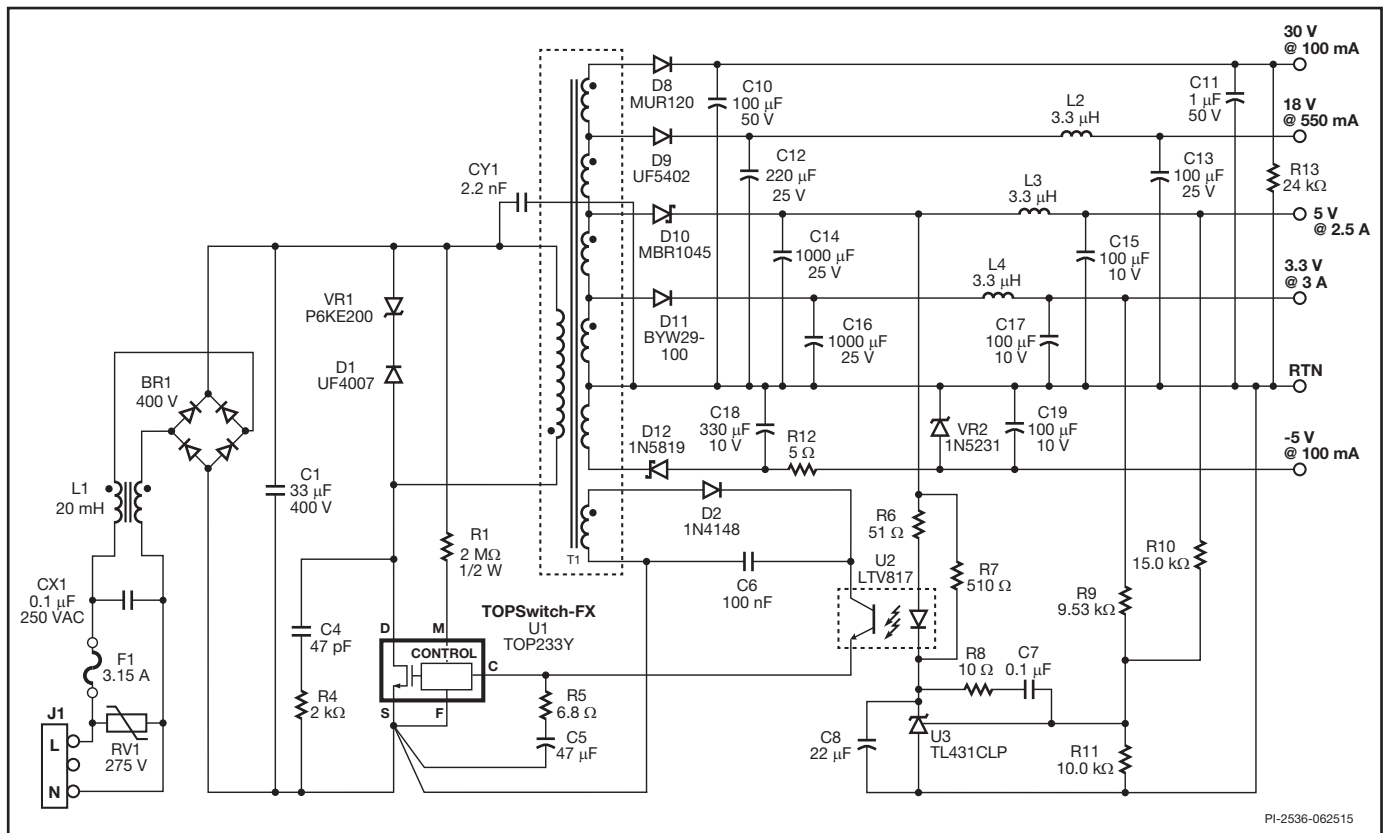 30 V
@ 100 mA
D8
MUR120
C10
100 µF
50 V
C11
1 µF
50 V
L2
3.3 µH
18 V
@ 550 mA
D9
UF5402
C12
220 µF
25 V
C13
100 µF
25 V
R13
24 kΩ
CY1
2.2 nF
L3
3.3 µH
5 V
@ 2.5 A
D10
MBR1045
C14
1000 µF
25 V
C15
100 µF
10 V
L4
3.3 µH
3.3 V
@ 3 A
D11
BYW29-
100
C16
1000 µF
25 V
C17
100 µF
10 V
RTN
VR1
P6KE200
D1
UF4007
BR1
400 V
C18
330 µF
10 V
D12
1N5819
R12
5 Ω
VR2
1N5231
C19
100 µF
10 V
-5 V
@ 100 mA
L1
20 mH
C1
33 µF
400 V
D2
1N4148
R1
2 MΩ
1/2 W
T1
C6
100 nF
R6
51 Ω
U2
LTV817
R7
510 Ω
R10
15.0 kΩ
R9
9.53 kΩ
CX1
0.1 µF
250 VAC
TOPSwitch-FX
U1
TOP233Y
D
M
CONTROL
C
S
F
C4
47 pF
R4
2 kΩ
R5
6.8 Ω
C5
47 µF
R8
10 Ω
C7
0.1 µF
C8
22 µF
U3
TL431CLP
R11
10.0 kΩ
F1
3.15 A
J1
L
N
RV1
275 V
PI-2536-062515